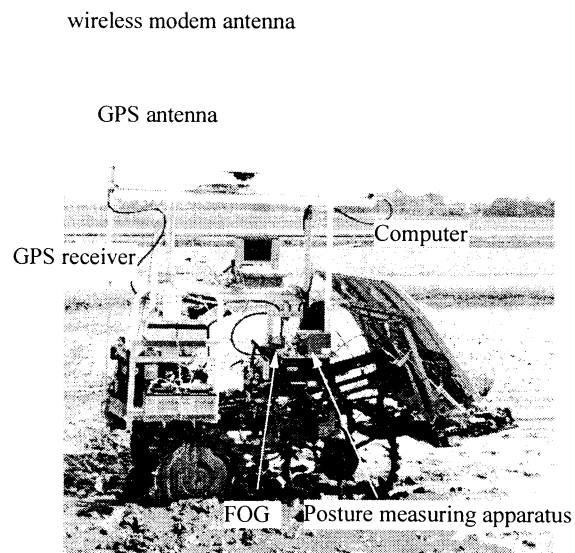 wireless modem antenna
GPS antenna
Computer
GPS receiver
FOG
Posture measuring apparatus